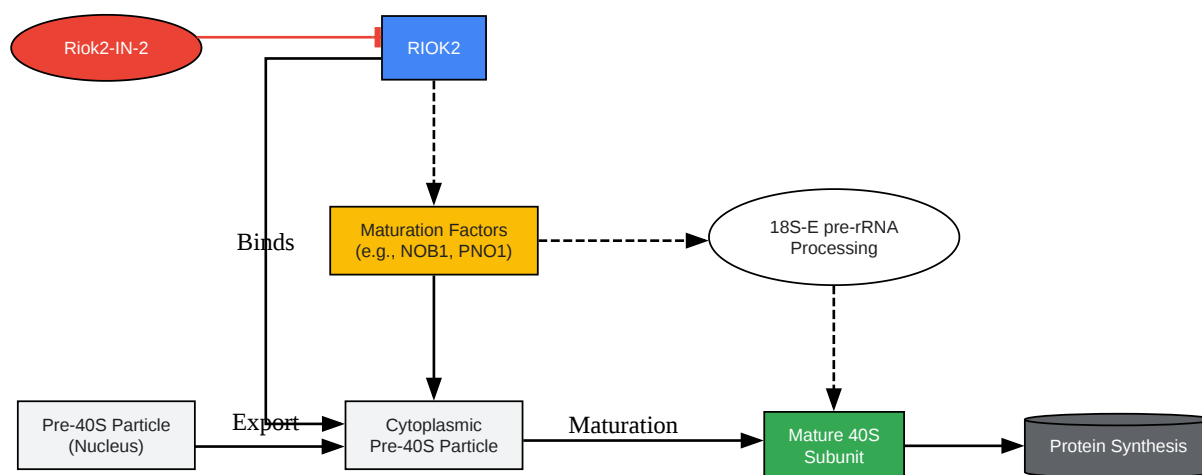 Riok2-IN-2
RIOK2
Binds
Maturation Factors
(e.g., NOB1, PNO1)
18S-E pre-rRNA
Processing
Pre-40S Particle
(Nucleus)
Export
Cytoplasmic
Pre-40S Particle
Maturation
Mature 40S
Subunit
Protein Synthesis